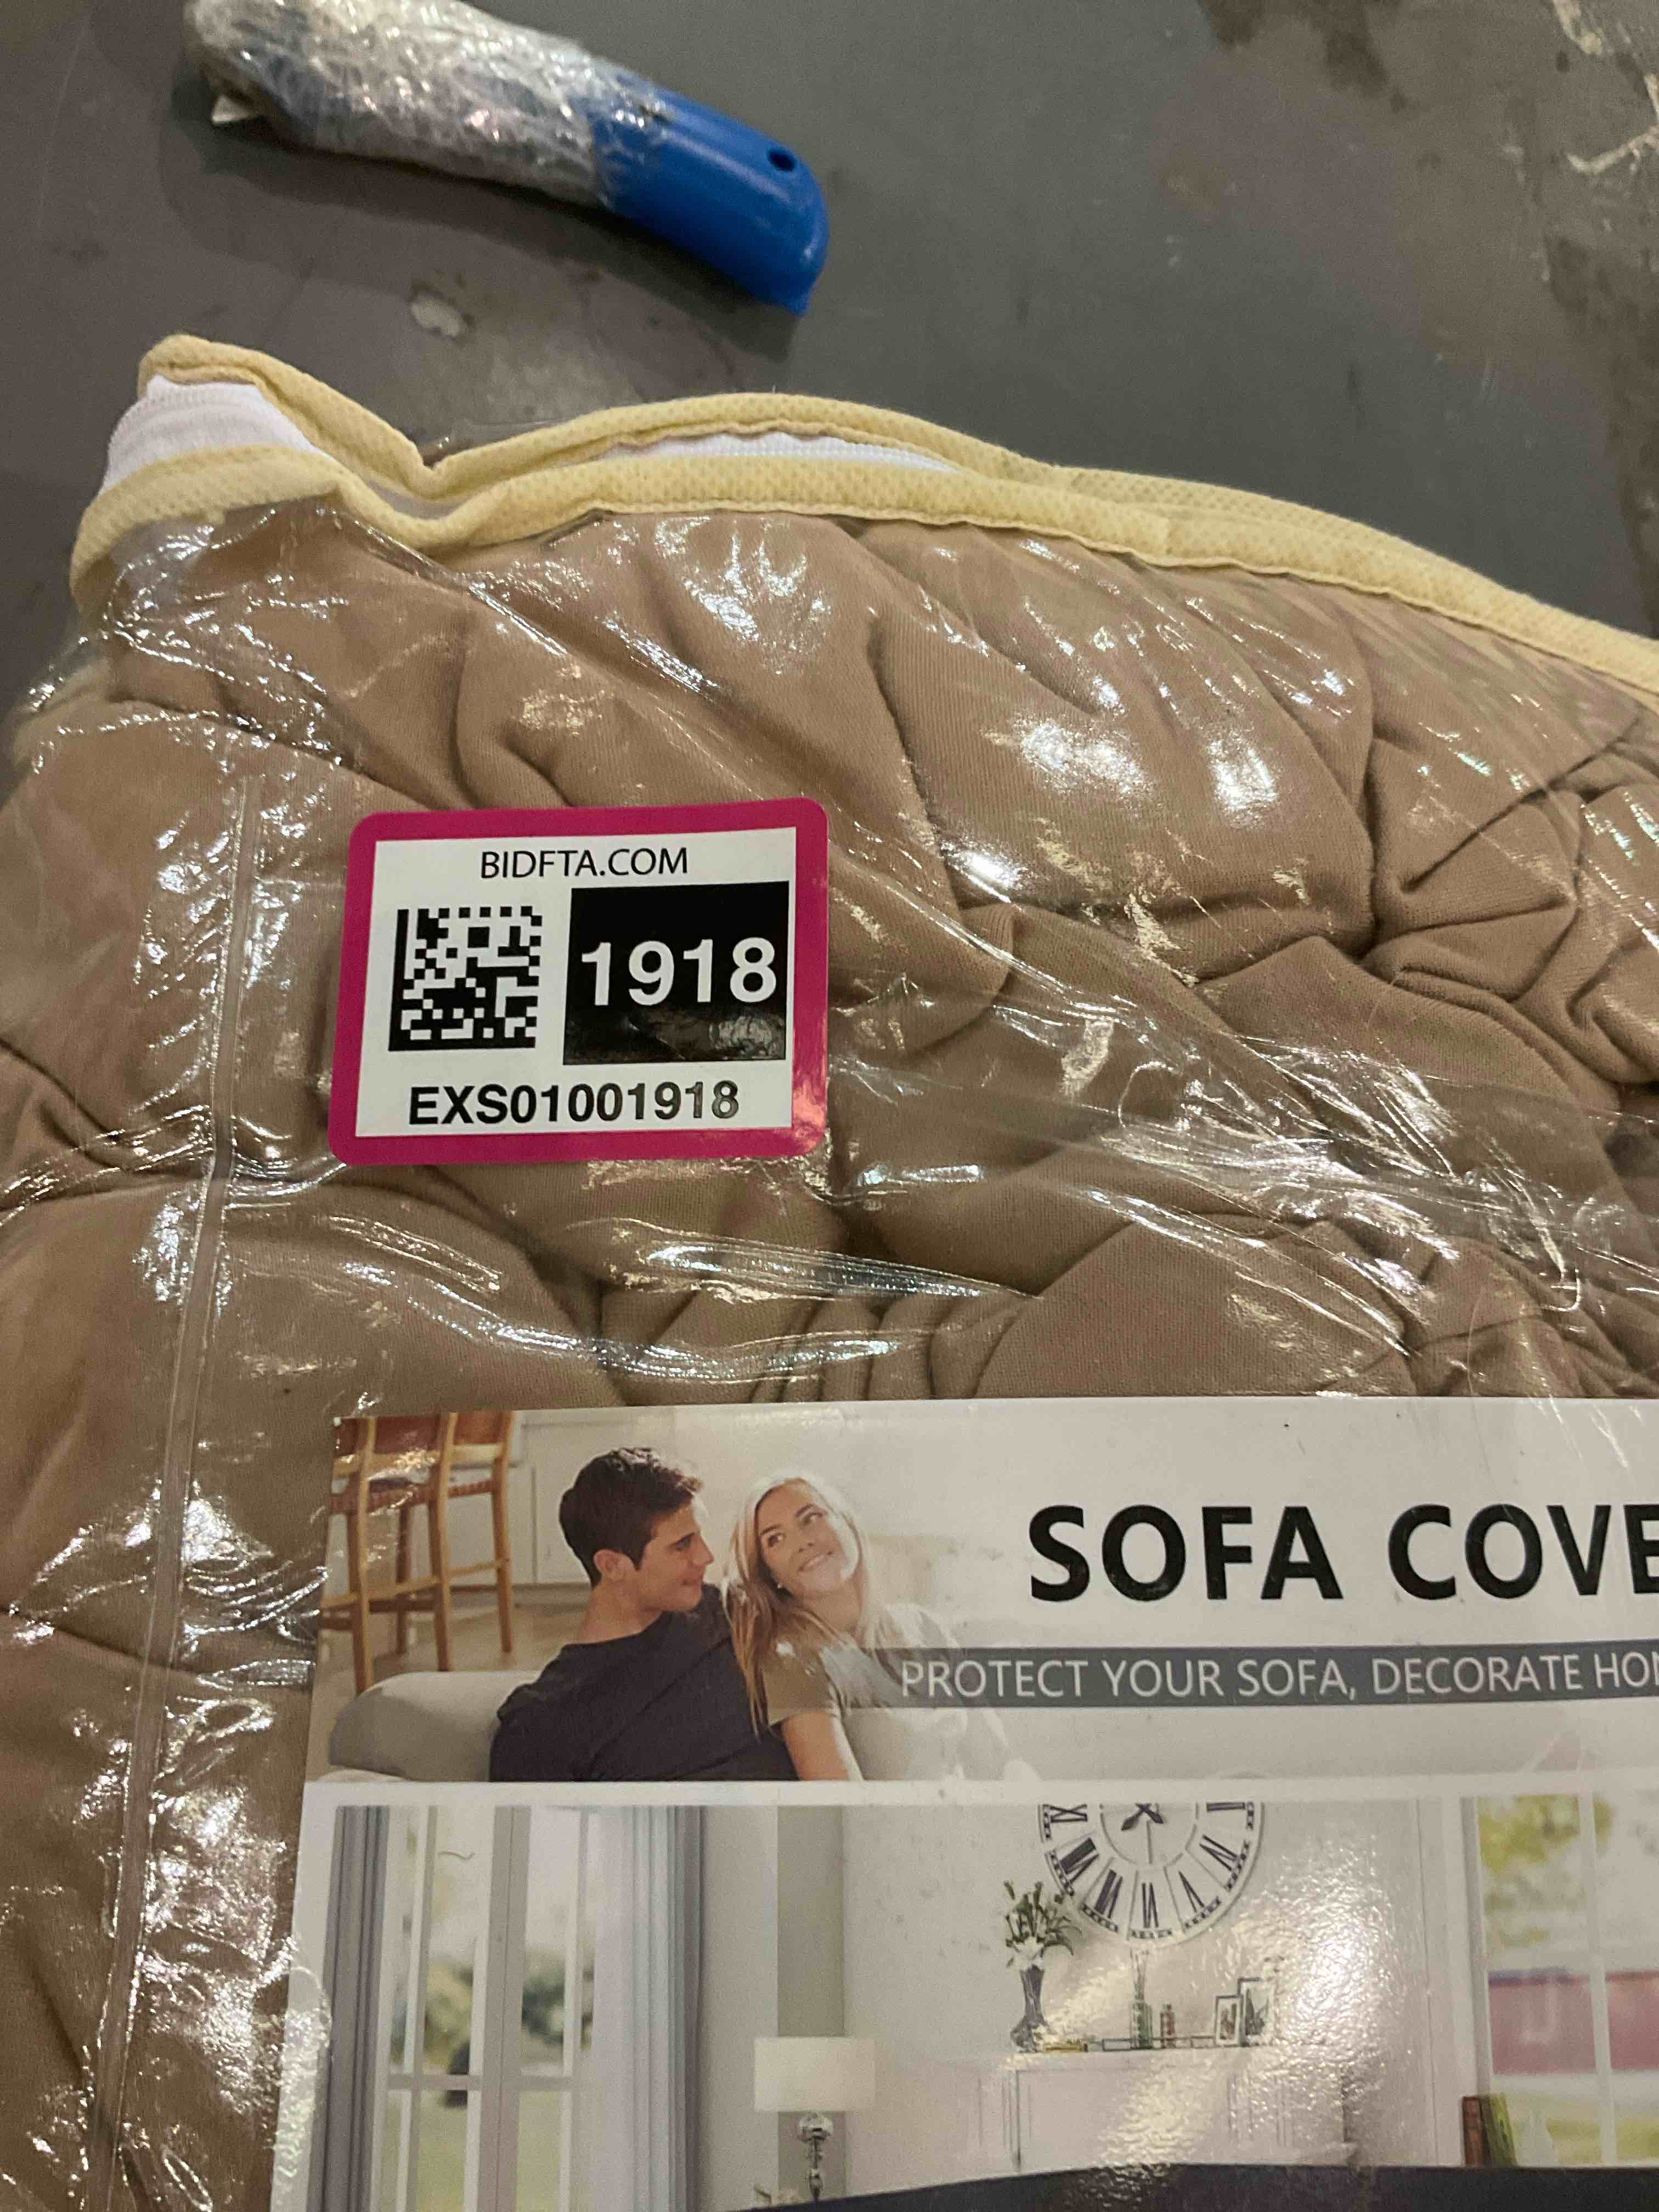 BIDFTA.COM
1918
EXS01001918
SOFA COVE
PROTECT YOUR SOFA, DECORATE HO